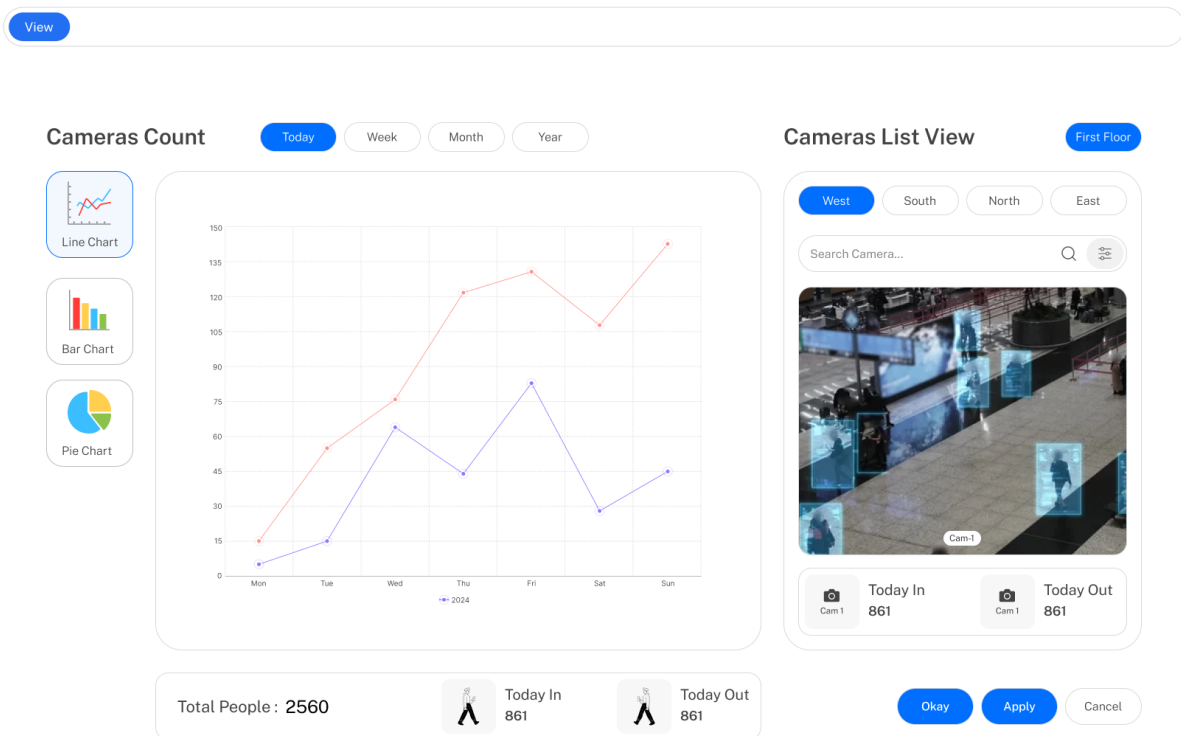 View
Cameras Count
Today
Week
Month
Year
Line Chart
Bar Chart
Pie Chart
150
135
120
105
90
75
60
45
30
15
0
Mon
Tue
Wed
Thu
Fri
Sat
Sun
2024
Total People : 2560
Today In
861
Today Out
861
Cameras List View
First Floor
West
South
North
East
Search Camera...
Cam-1
Cam 1
Today In
861
Cam 1
Today Out
861
Okay
Apply
Cancel